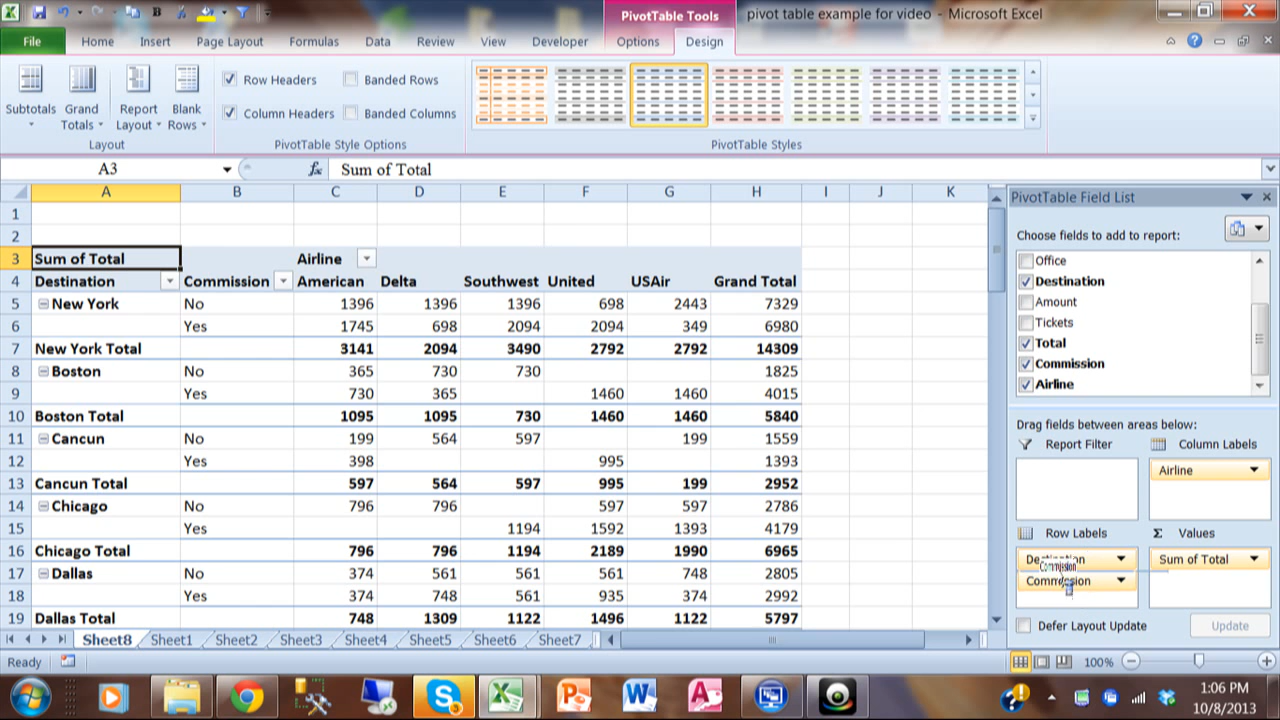 PivotTable Tools
pivot table example for video - Microsoft Excel
File Home Insert Page Layout Formulas Data Review View Developer Options Design
Subtotals Grand Totals Report Layout Blank Rows
Row Headers Banded Rows
Column Headers Banded Columns
Layout PivotTable Style Options PivotTable Styles
A3 fx Sum of Total
A B C D E F G H I J K
1
2
3 Sum of Total Airline
4 Destination Commission American Delta Southwest United USAir Grand Total
5 New York No 1396 1396 1396 698 2443 7329
6 Yes 1745 698 2094 2094 349 6980
7 New York Total 3141 2094 3490 2792 2792 14309
8 Boston No 365 730 730 1825
9 Yes 730 365 1460 1460 4015
10 Boston Total 1095 1095 730 1460 1460 5840
11 Cancun No 199 564 597 199 1559
12 Yes 398 995 1393
13 Cancun Total 597 564 597 995 199 2952
14 Chicago No 796 796 597 597 2786
15 Yes 1194 1592 1393 4179
16 Chicago Total 796 796 1194 2189 1990 6965
17 Dallas No 374 561 561 561 748 2805
18 Yes 374 748 561 935 374 2992
19 Dallas Total 748 1309 1122 1496 1122 5797
PivotTable Field List
Choose fields to add to report:
Office
Destination
Amount
Tickets
Total
Commission
Airline
Drag fields between areas below:
Report Filter Column Labels
Airline
Row Labels Σ Values
Destination Sum of Total
Commission
Commission
Defer Layout Update Update
Sheet8 Sheet1 Sheet2 Sheet3 Sheet4 Sheet5 Sheet6 Sheet7
Ready 100%
1:06 PM
10/8/2013